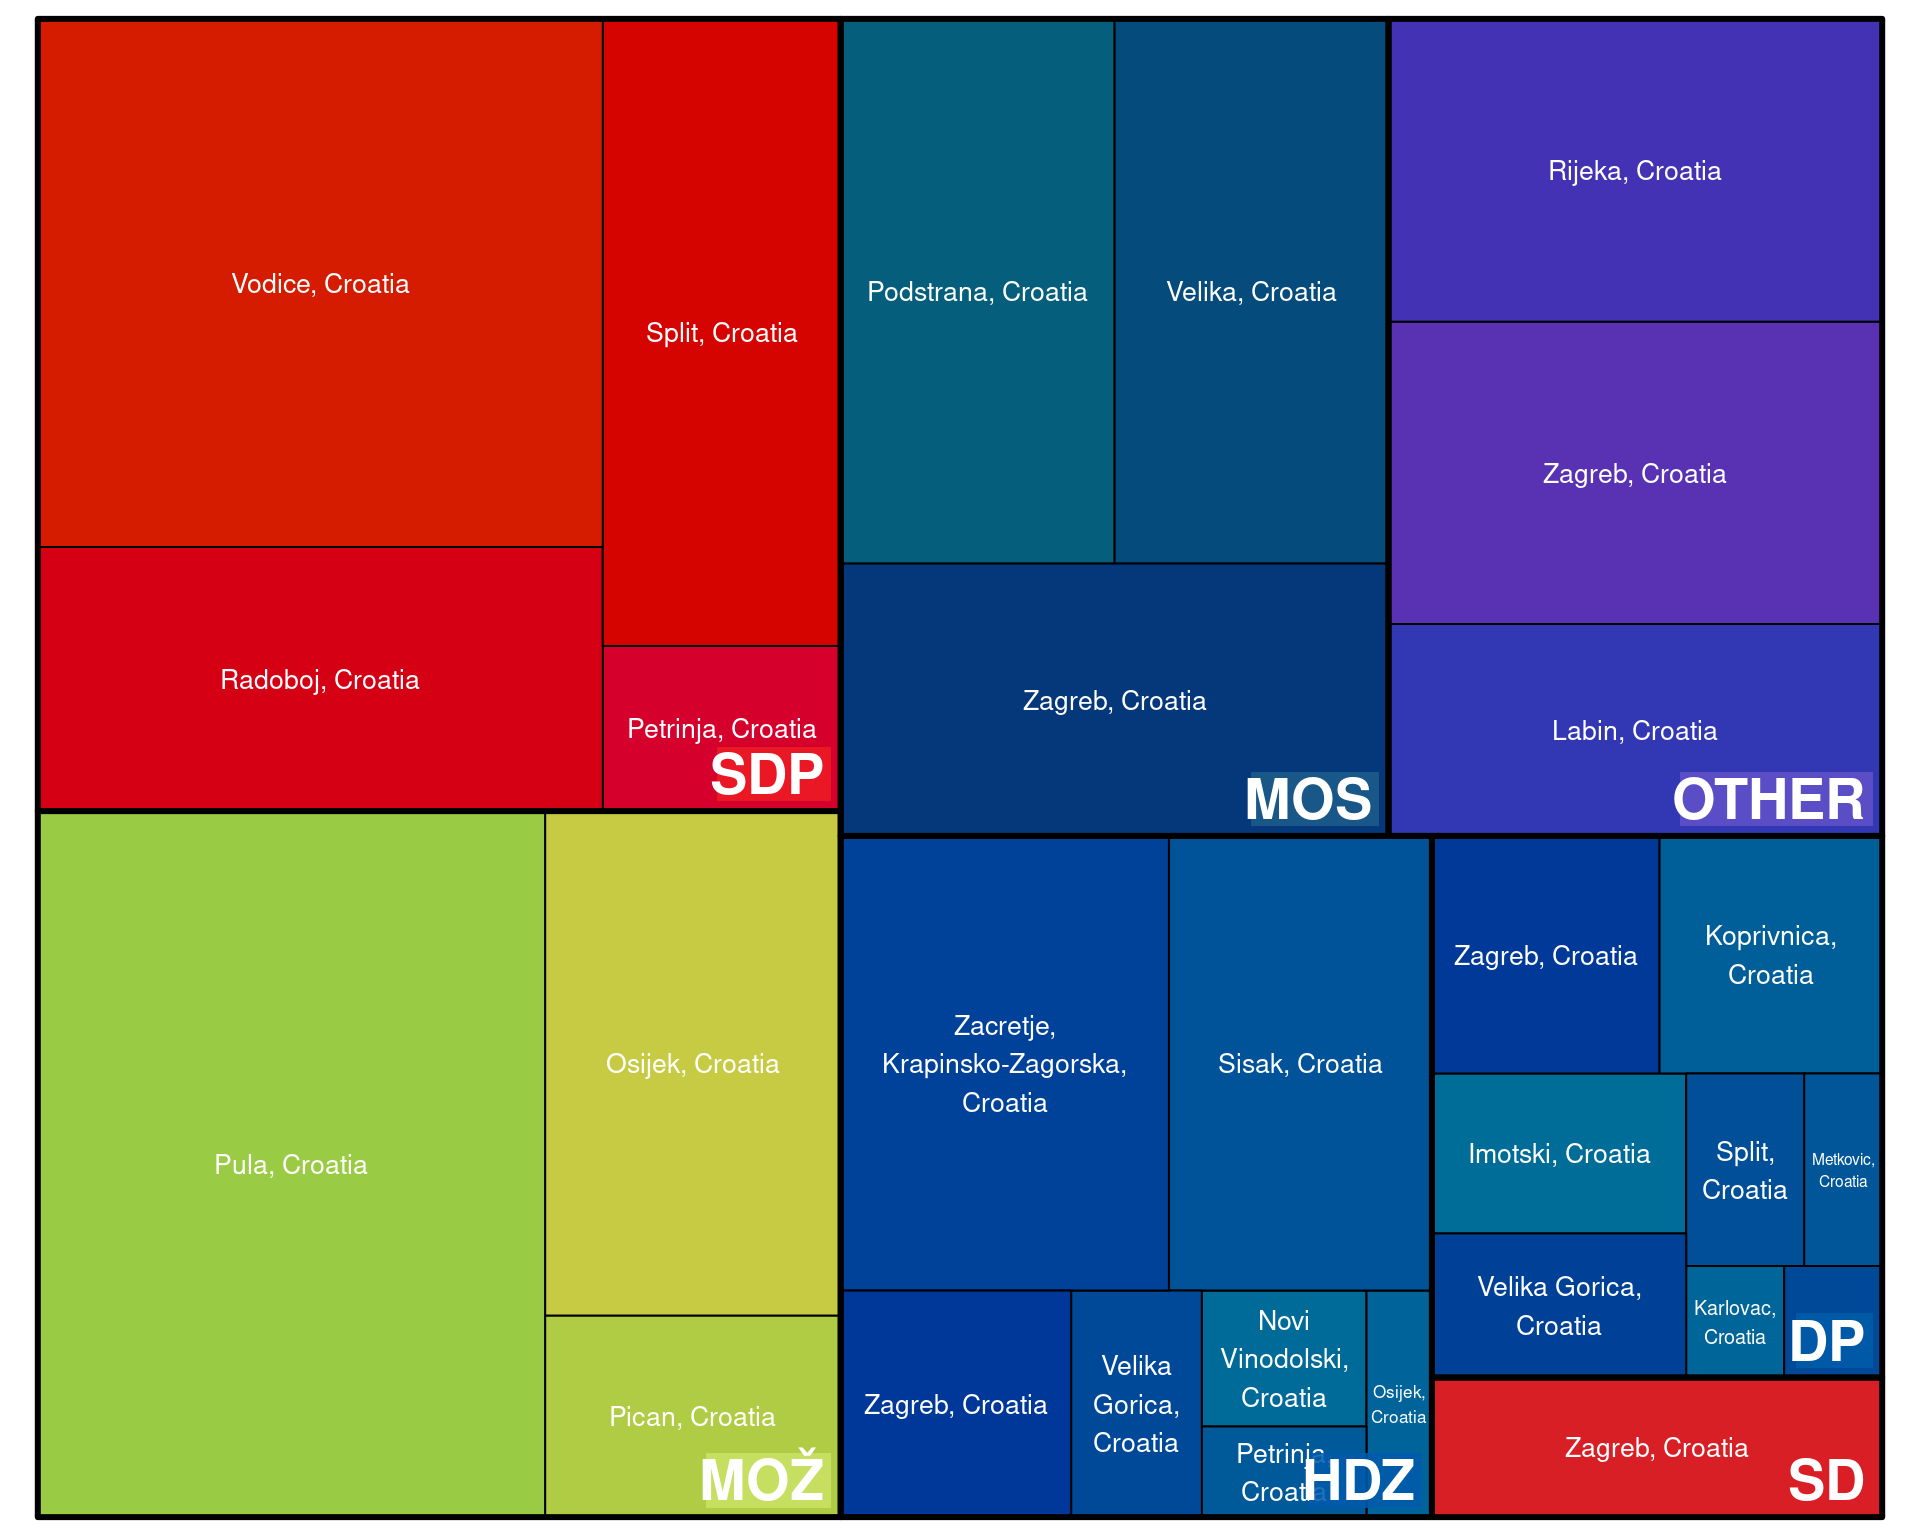 Vodice, Croatia
Split, Croatia
Radoboj, Croatia
Petrinja, Croatia
SDP
Podstrana, Croatia
Velika, Croatia
Zagreb, Croatia
MOS
Rijeka, Croatia
Zagreb, Croatia
Labin, Croatia
OTHER
Pula, Croatia
Osijek, Croatia
Pican, Croatia
MOŽ
Zacretje,
Krapinsko-Zagorska,
Croatia
Sisak, Croatia
Zagreb, Croatia
Velika
Gorica,
Croatia
Novi
Vinodolski,
Croatia
Petrinja,
Croatia
Osijek,
Croatia
HDZ
Zagreb, Croatia
Koprivnica,
Croatia
Imotski, Croatia
Split,
Croatia
Metkovic,
Croatia
Velika Gorica,
Croatia
Karlovac,
Croatia
DP
Zagreb, Croatia
SD